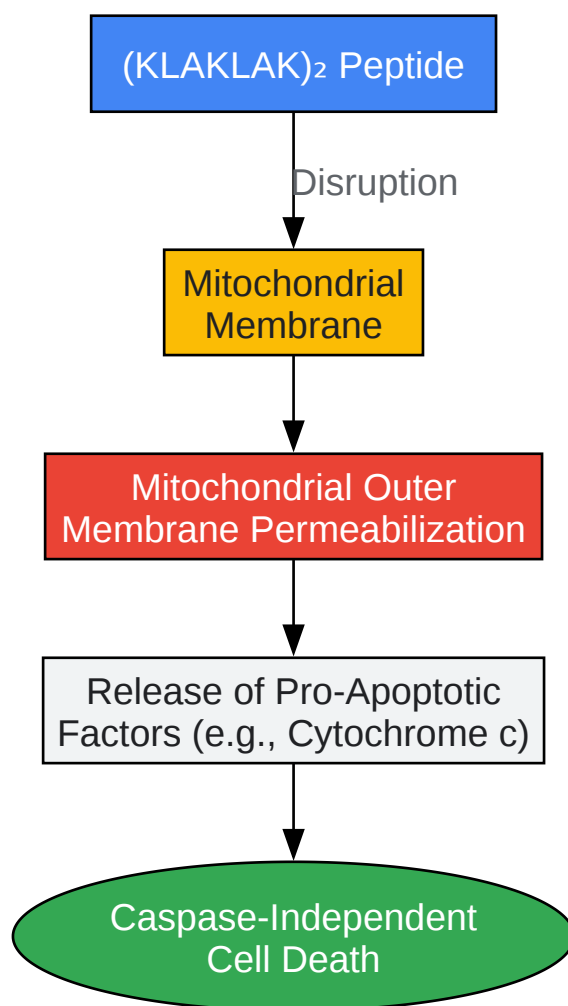 (KLAKLAK)₂ Peptide
Disruption
Mitochondrial
Membrane
Mitochondrial Outer
Membrane Permeabilization
Release of Pro-Apoptotic
Factors (e.g., Cytochrome c)
Caspase-Independent
Cell Death